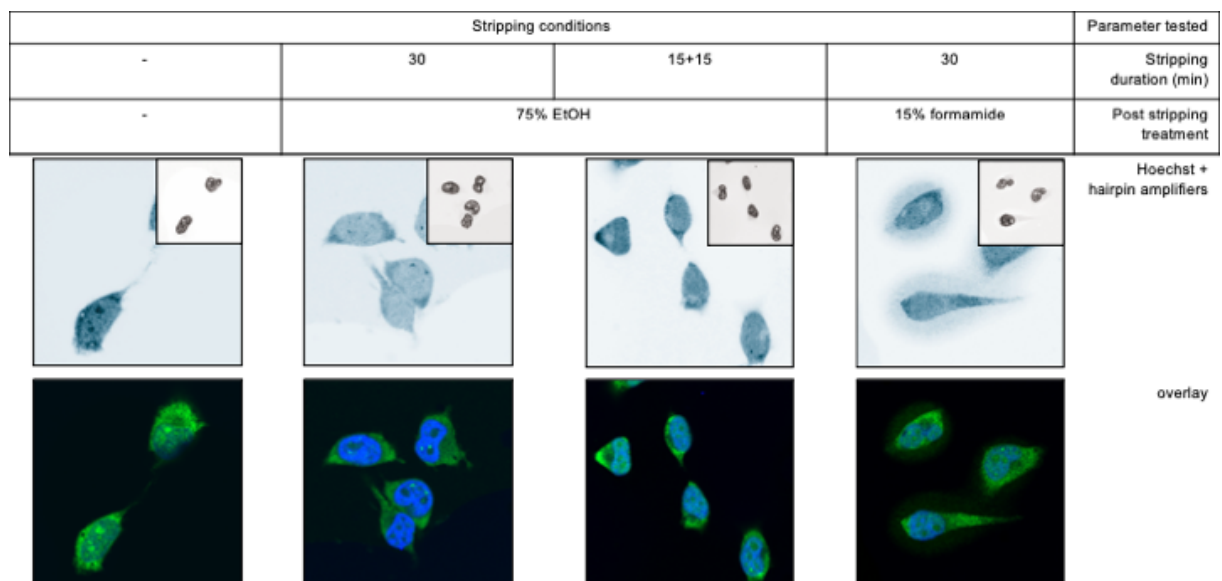 Stripping conditions Parameter tested
- 30 15+15 30 Stripping
duration (min)
- 75% EtOH 15% formamide Post stripping
treatment
Hoechst +
hairpin amplifiers
overlay